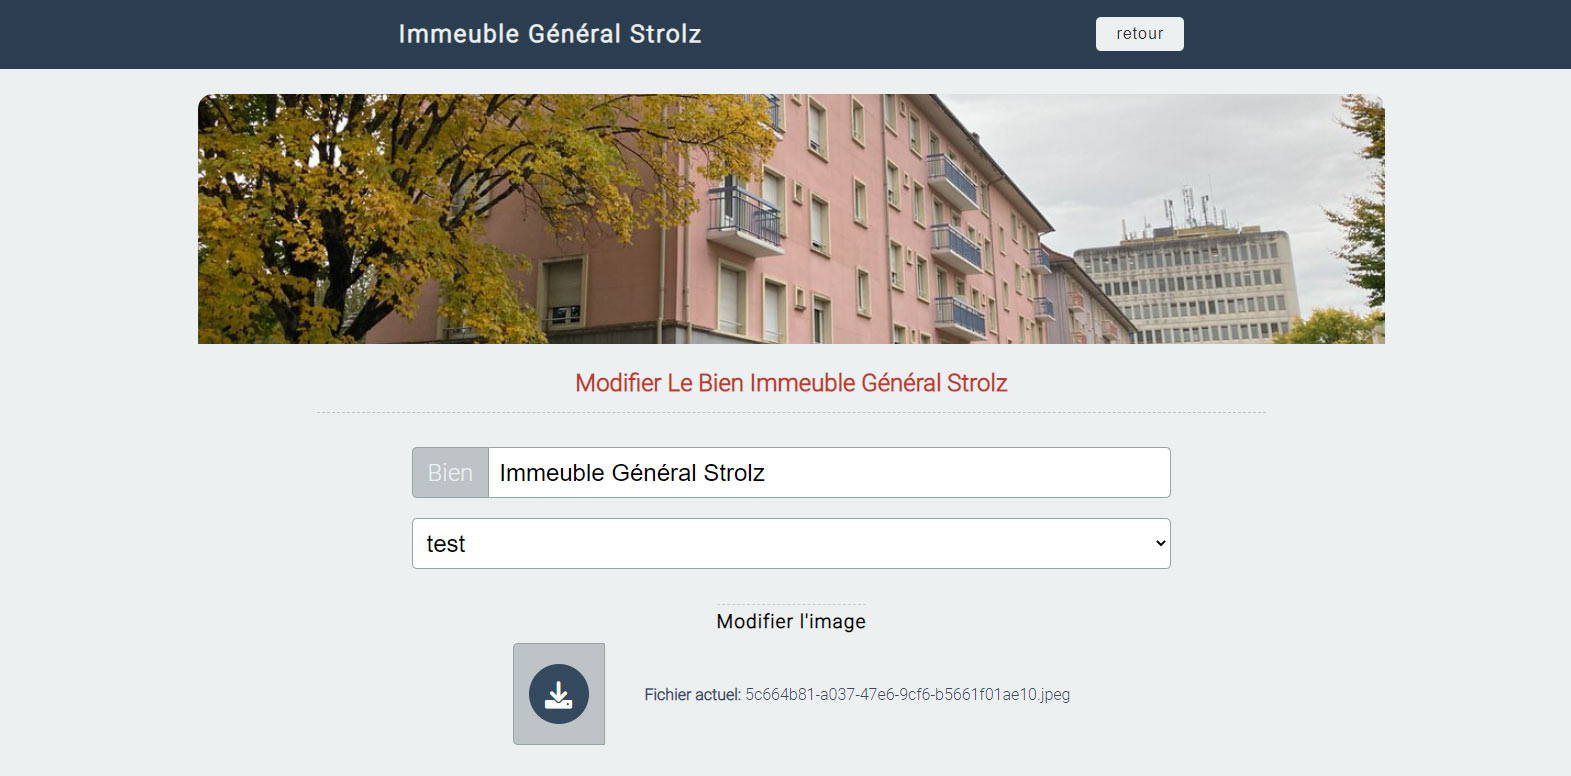 Immeuble Général Strolz
retour
Modifier Le Bien Immeuble Général Strolz
Bien
Immeuble Général Strolz
test
Modifier l'image
Fichier actuel: 5c664b81-a037-47e6-9cf6-b5661f01ae10.jpeg